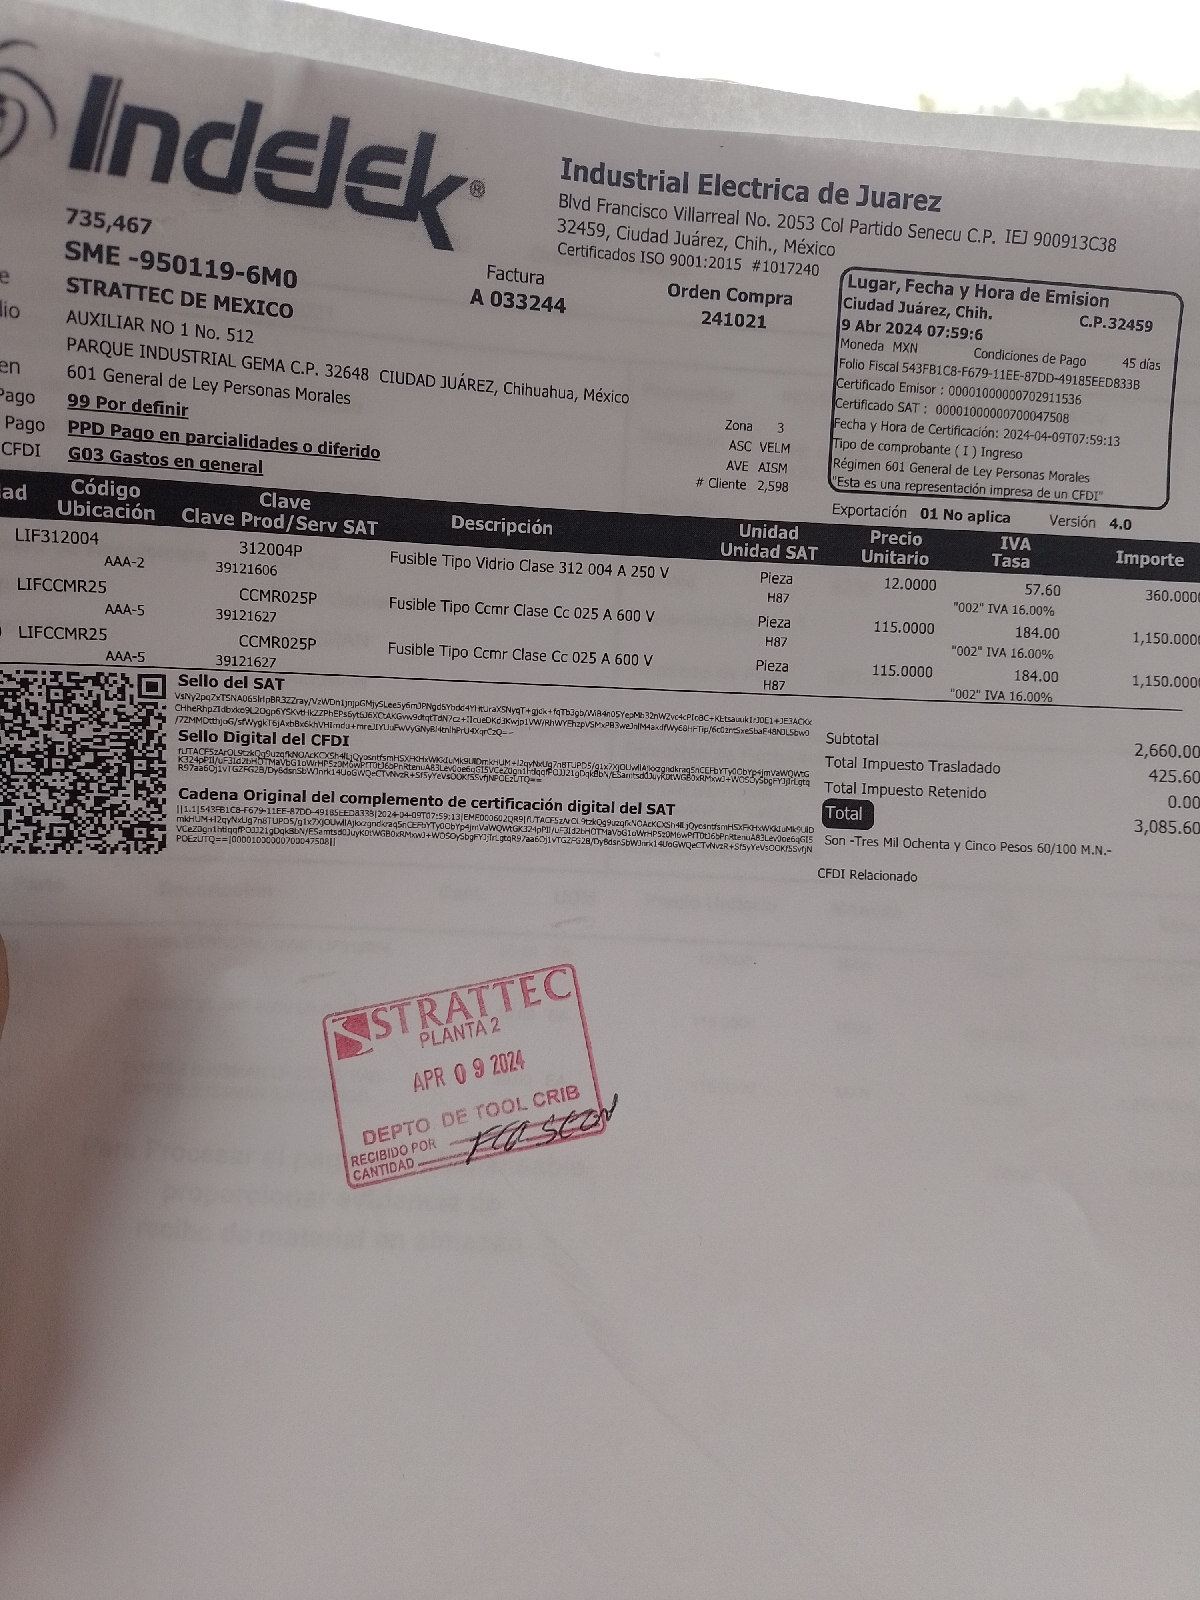 Indelek®
Industrial Electrica de Juarez
Blvd Francisco Villarreal No. 2053 Col Partido Senecu C.P. IEJ 900913C38
32459, Ciudad Juárez, Chih., México
Certificados ISO 9001:2015 #1017240
735,467
SME -950119-6M0
STRATTEC DE MEXICO
AUXILIAR NO 1 No. 512
PARQUE INDUSTRIAL GEMA C.P. 32648 CIUDAD JUÁREZ, Chihuahua, México
601 General de Ley Personas Morales
Pago 99 Por definir
Pago PPD Pago en parcialidades o diferido
CFDI G03 Gastos en general
Factura
A 033244
Orden Compra
241021
Zona 3
ASC VELM
AVE AISM
# Cliente 2,598
Lugar, Fecha y Hora de Emision
Ciudad Juárez, Chih. C.P.32459
9 Abr 2024 07:59:6
Moneda MXN Condiciones de Pago 45 días
Folio Fiscal 543FB1C8-F679-11EE-87DD-49185EED833B
Certificado Emisor : 00001000000702911536
Certificado SAT : 00001000000700047508
Fecha y Hora de Certificación: 2024-04-09T07:59:13
Tipo de comprobante ( I ) Ingreso
Régimen 601 General de Ley Personas Morales
"Esta es una representación impresa de un CFDI"
Exportación 01 No aplica Versión 4.0
Código Clave Descripción Unidad Precio IVA Importe
Ubicación Clave Prod/Serv SAT Unidad SAT Unitario Tasa
LIF312004 312004P Fusible Tipo Vidrio Clase 312 004 A 250 V Pieza 12.0000 57.60 360.000
AAA-2 39121606 H87 "002" IVA 16.00%
LIFCCMR25 CCMR025P Fusible Tipo Ccmr Clase Cc 025 A 600 V Pieza 115.0000 184.00 1,150.000
AAA-5 39121627 H87 "002" IVA 16.00%
LIFCCMR25 CCMR025P Fusible Tipo Ccmr Clase Cc 025 A 600 V Pieza 115.0000 184.00 1,150.000
AAA-5 39121627 H87 "002" IVA 16.00%
Sello del SAT
Sello Digital del CFDI
Cadena Original del complemento de certificación digital del SAT
Subtotal 2,660.00
Total Impuesto Trasladado 425.60
Total Impuesto Retenido 0.00
Total 3,085.60
Son -Tres Mil Ochenta y Cinco Pesos 60/100 M.N.-
CFDI Relacionado
STRATTEC
PLANTA 2
APR 09 2024
DEPTO DE TOOL CRIB
RECIBIDO POR
CANTIDAD